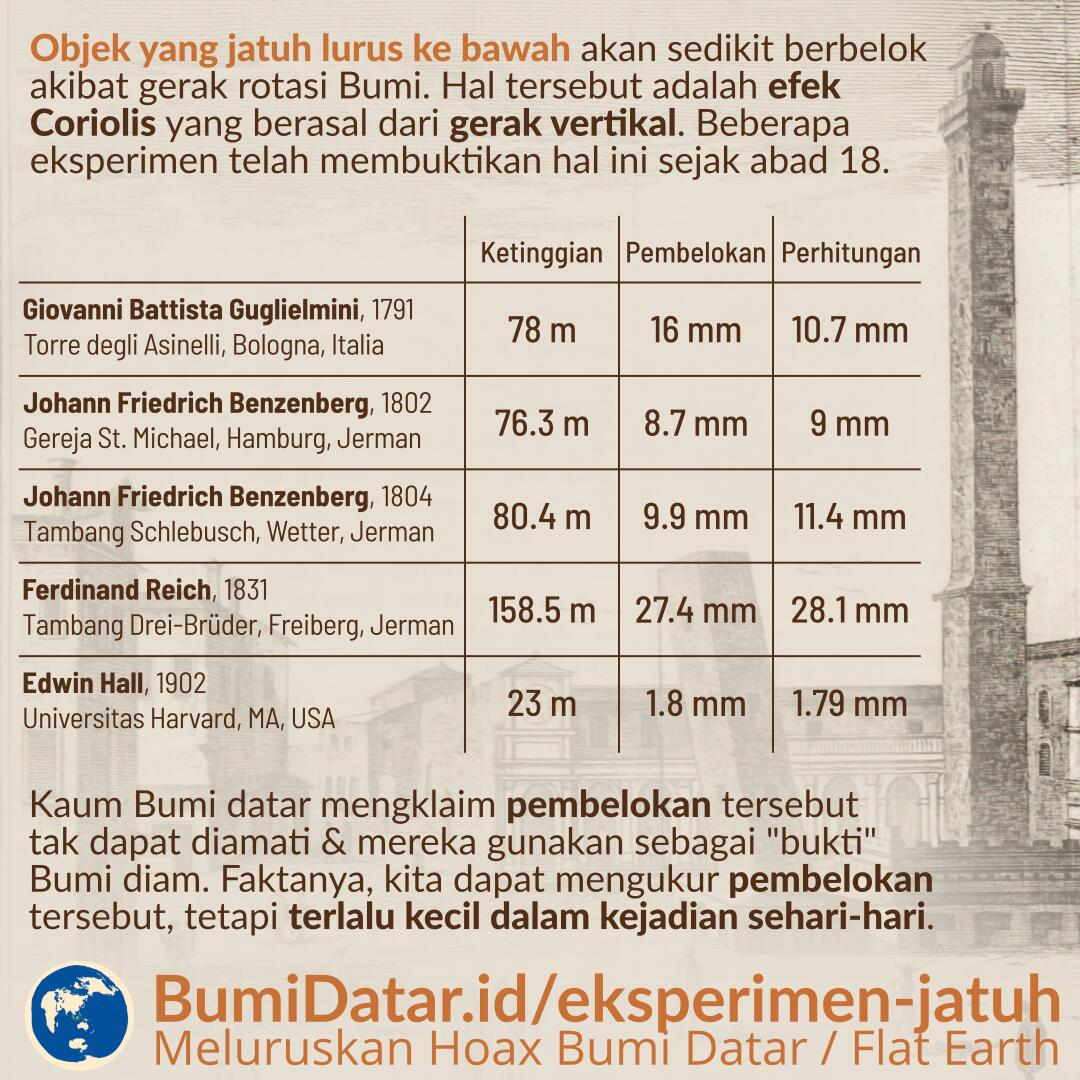 Objek yang jatuh lurus ke bawah akan sedikit berbelok
akibat gerak rotasi Bumi. Hal tersebut adalah efek
Coriolis yang berasal dari gerak vertikal. Beberapa
eksperimen telah membuktikan hal ini sejak abad 18.
Ketinggian Pembelokan Perhitungan
Giovanni Battista Guglielmini, 1791
Torre degli Asinelli, Bologna, Italia
78 m 16 mm 10.7 mm
Johann Friedrich Benzenberg, 1802
Gereja St. Michael, Hamburg, Jerman
76.3 m 8.7 mm 9 mm
Johann Friedrich Benzenberg, 1804
Tambang Schlebusch, Wetter, Jerman
80.4 m 9.9 mm 11.4 mm
Ferdinand Reich, 1831
Tambang Drei-Brüder, Freiberg, Jerman
158.5 m 27.4 mm 28.1 mm
Edwin Hall, 1902
Universitas Harvard, MA, USA
23 m 1.8 mm 1.79 mm
Kaum Bumi datar mengklaim pembelokan tersebut
tak dapat diamati & mereka gunakan sebagai "bukti"
Bumi diam. Faktanya, kita dapat mengukur pembelokan
tersebut, tetapi terlalu kecil dalam kejadian sehari-hari.
BumiDatar.id/eksperimen-jatuh
Meluruskan Hoax Bumi Datar / Flat Earth